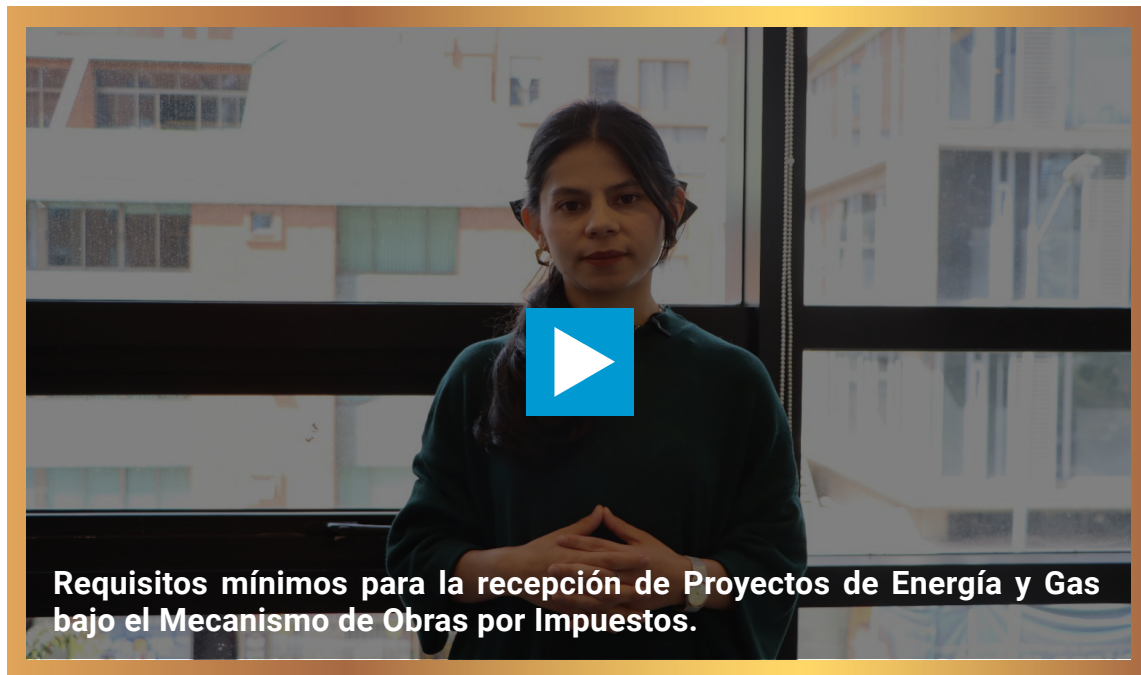 Requisitos mínimos para la recepción de Proyectos de Energía y Gas
bajo el Mecanismo de Obras por Impuestos.